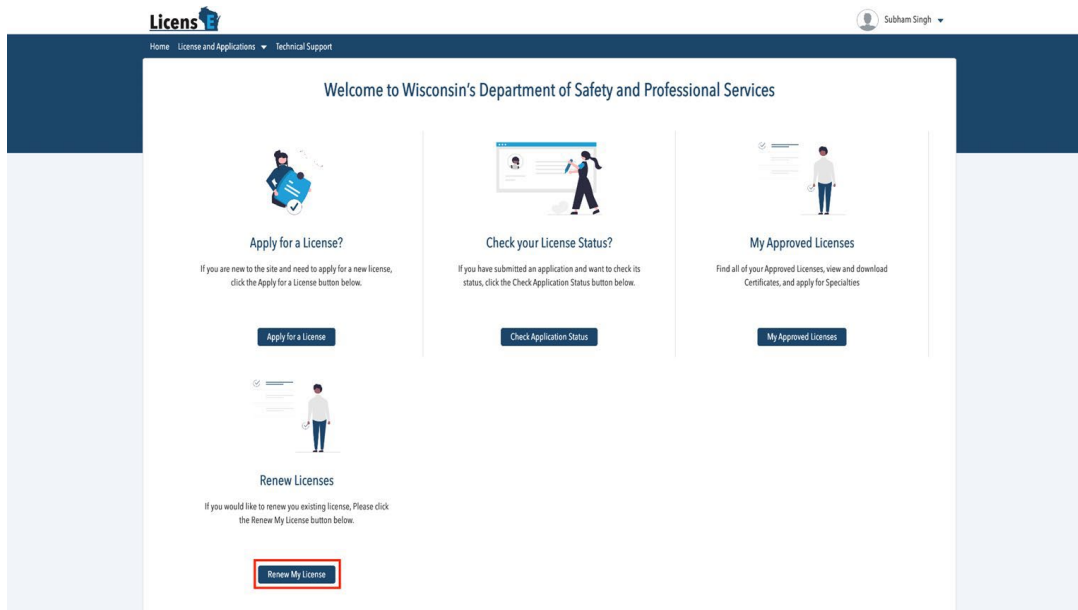 LicensE
Subham Singh
Home License and Applications Technical Support
Welcome to Wisconsin's Department of Safety and Professional Services
Apply for a License?
If you are new to the site and need to apply for a new license,
click the Apply for a License button below.
Apply for a License
Check your License Status?
If you have submitted an application and want to check its
status, click the Check Application Status button below.
Check Application Status
My Approved Licenses
Find all of your Approved Licenses, view and download
Certificates, and apply for Specialties
My Approved Licenses
Renew Licenses
If you would like to renew you existing license, Please click
the Renew My License button below.
Renew My License